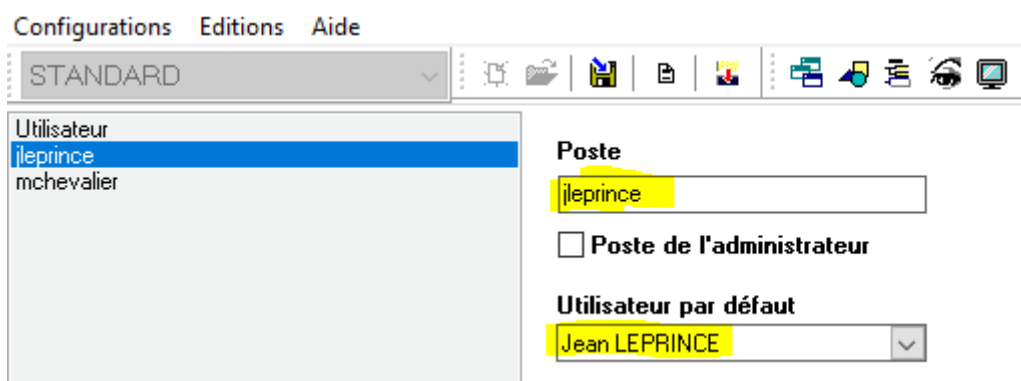 Configurations Editions Aide
STANDARD
Utilisateur
jleprince
mchevalier
Poste
jleprince
Poste de l'administrateur
Utilisateur par défaut
Jean LEPRINCE